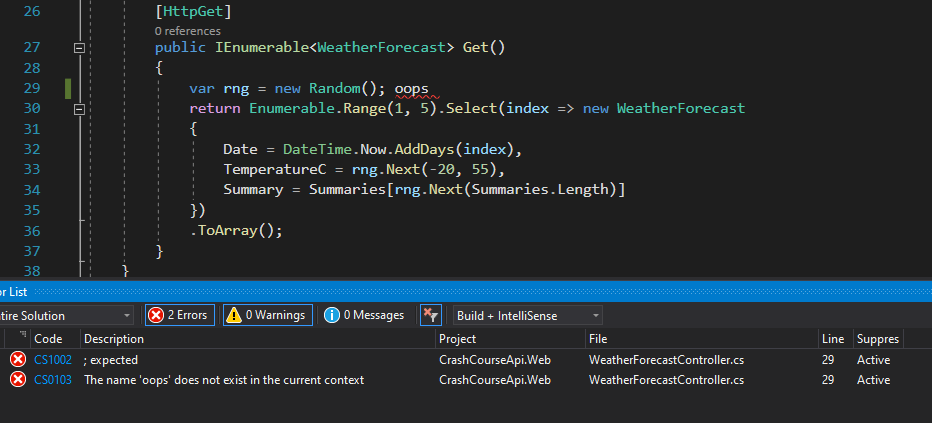 26 [HttpGet]
0 references
27 public IEnumerable<WeatherForecast> Get()
28 {
29 var rng = new Random(); oops
30 return Enumerable.Range(1, 5).Select(index => new WeatherForecast
31 {
32 Date = DateTime.Now.AddDays(index),
33 TemperatureC = rng.Next(-20, 55),
34 Summary = Summaries[rng.Next(Summaries.Length)]
35 })
36 .ToArray();
37 }
38 }
or List
tire Solution 2 Errors 0 Warnings 0 Messages Build + IntelliSense
Code Description Project File Line Suppres
CS1002 ; expected CrashCourseApi.Web WeatherForecastController.cs 29 Active
CS0103 The name 'oops' does not exist in the current context CrashCourseApi.Web WeatherForecastController.cs 29 Active